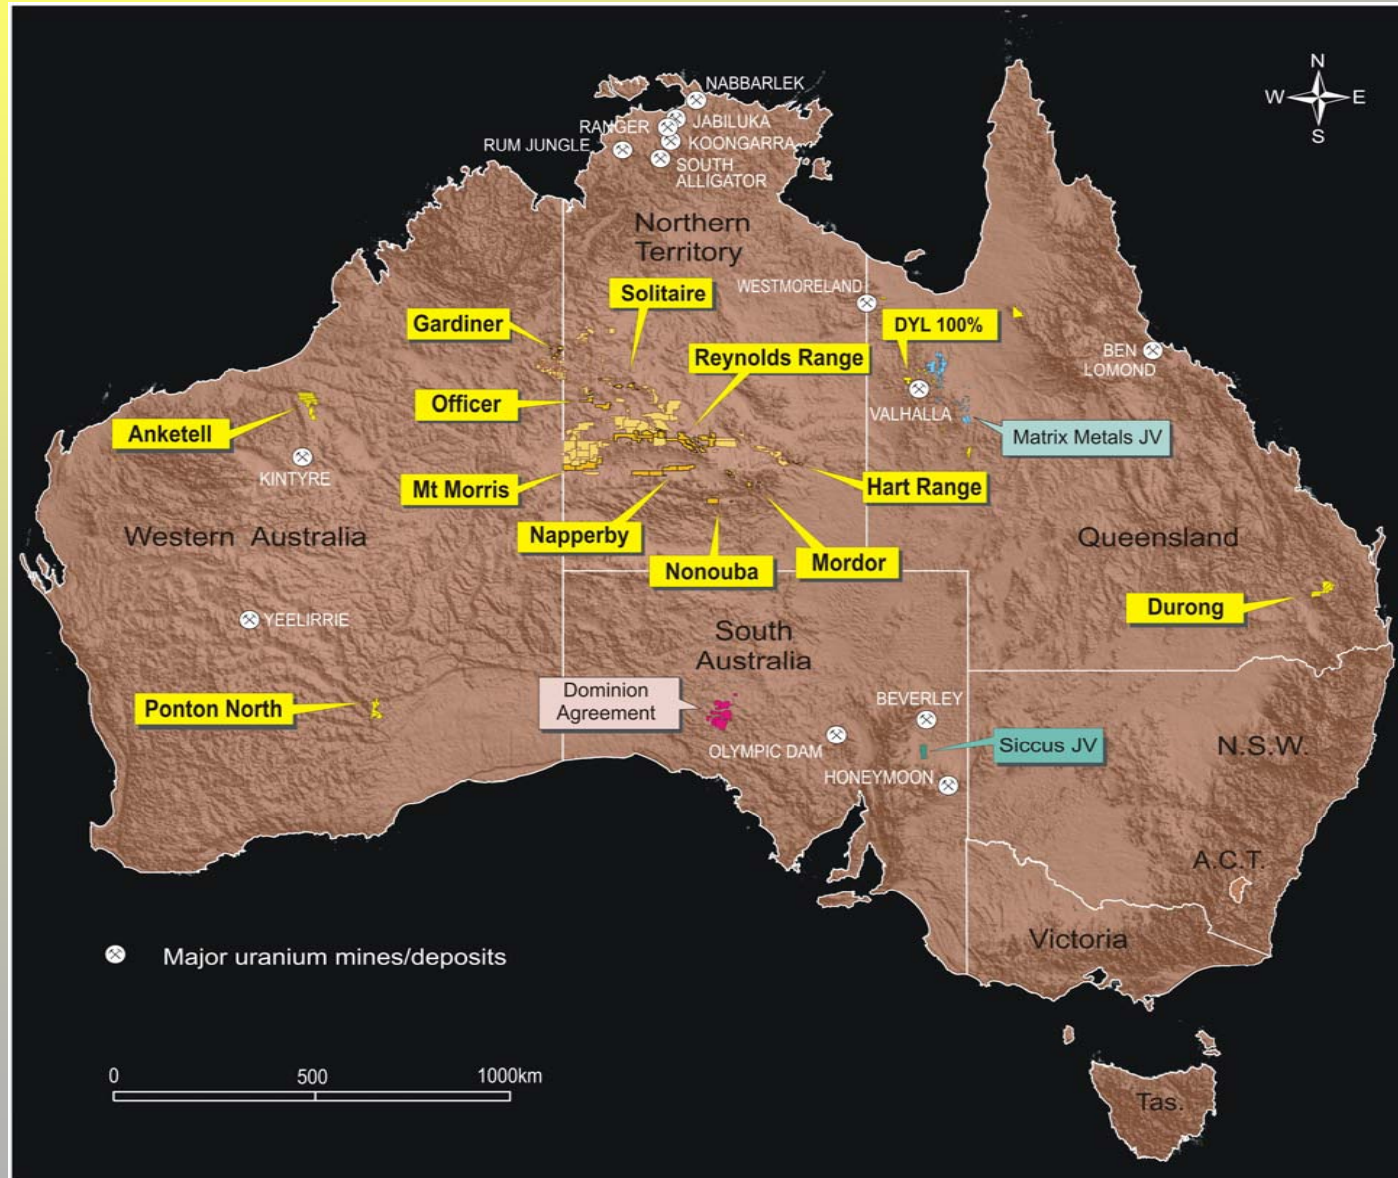 N
W E
S
NABBARLEK
JABILUKA
RANGER
KOONGARRA
RUM JUNGLE
SOUTH
ALLIGATOR
Northern
Territory
Solitaire
WESTMORELAND
Gardiner
DYL 100%
Reynolds Range
BEN
LOMOND
Officer
VALHALLA
Anketell
Matrix Metals JV
KINTYRE
Mt Morris
Hart Range
Western Australia
Napperby
Queensland
Nonouba
Mordor
Durong
YEELIRRIE
South
Australia
Dominion
Agreement
Ponton North
BEVERLEY
OLYMPIC DAM
Siccus JV
N.S.W.
HONEYMOON
A.C.T.
Victoria
Major uranium mines/deposits
0 500 1000km
Tas.